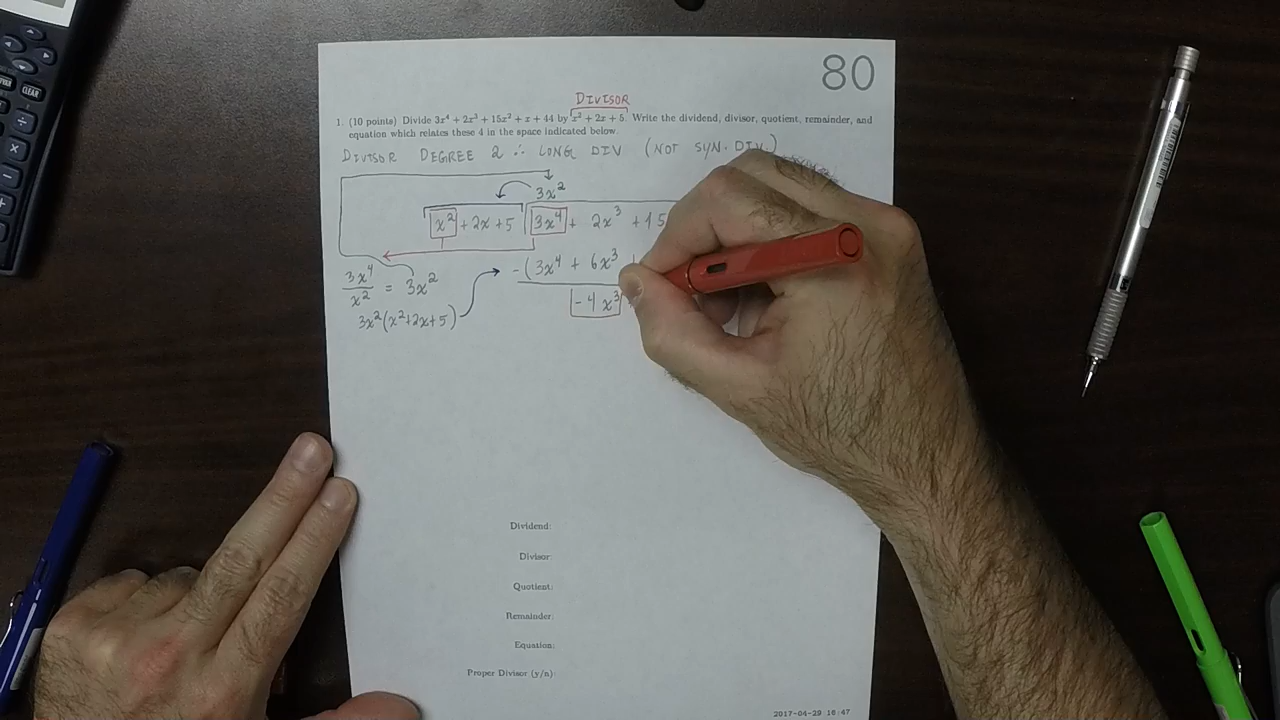 80
DIVISOR
1. (10 points) Divide 3x⁴ + 2x³ + 15x² + x + 44 by x² + 2x + 5. Write the dividend, divisor, quotient, remainder, and
equation which relates these 4 in the space indicated below.
DIVISOR DEGREE 2 ∴ LONG DIV (NOT SYN. DIV.)
3x²
x² + 2x + 5 3x⁴ + 2x³ + 15
-(3x⁴ + 6x³ +
3x⁴/x² = 3x²
-4x³
3x²(x²+2x+5)
Dividend:
Divisor:
Quotient:
Remainder:
Equation:
Proper Divisor (y/n):
2017-04-29 16:47
CLEAR